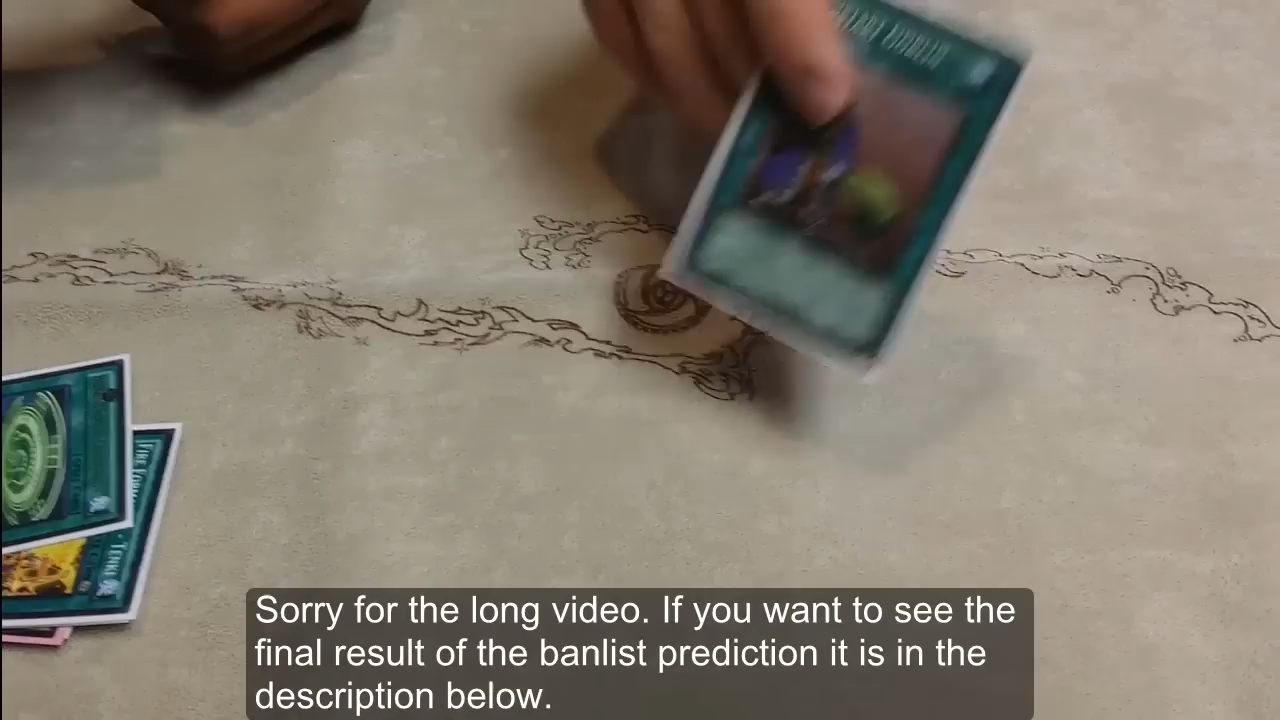 TENKI
Sorry for the long video. If you want to see the
final result of the banlist prediction it is in the
description below.